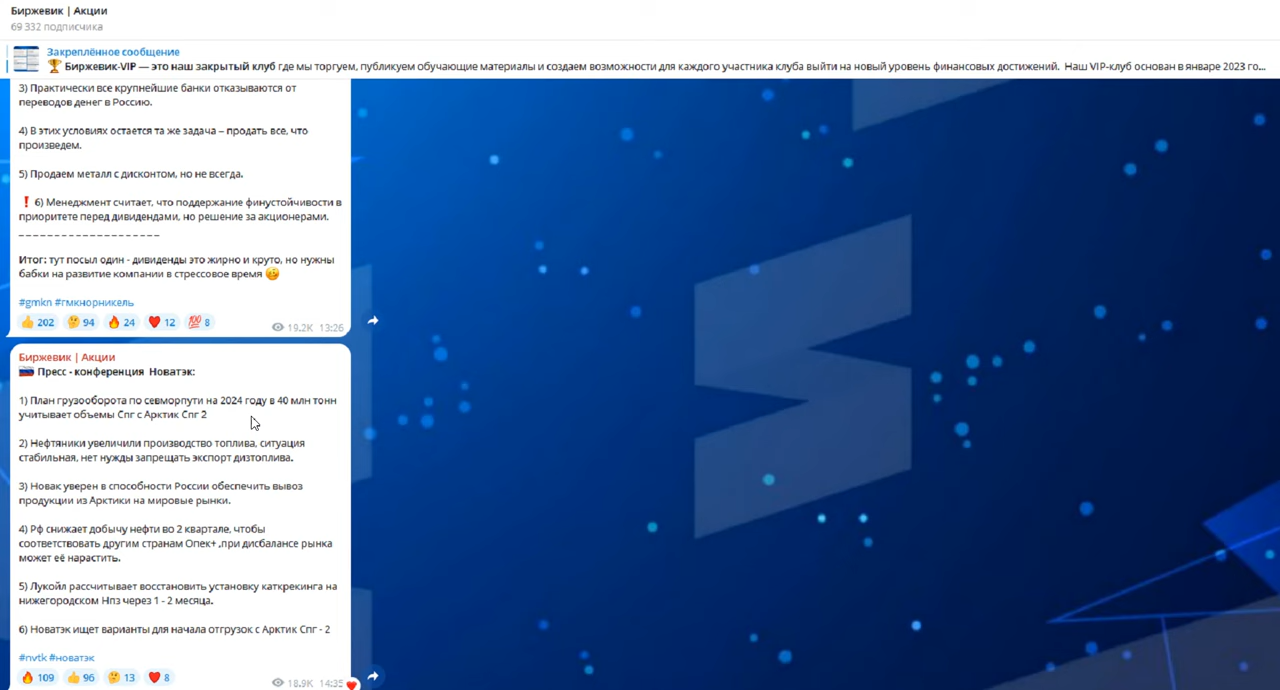 Биржевик | Акции
69 332 подписчика
Закреплённое сообщение
🏆 Биржевик-VIP — это наш закрытый клуб где мы торгуем, публикуем обучающие материалы и создаем возможности для каждого участника клуба выйти на новый уровень финансовых достижений. Наш VIP-клуб основан в январе 2023 го...
3) Практически все крупнейшие банки отказываются от
переводов денег в Россию.
4) В этих условиях остается та же задача – продать все, что
произведем.
5) Продаем металл с дисконтом, но не всегда.
❗ 6) Менеджмент считает, что поддержание финустойчивости в
приоритете перед дивидендами, но решение за акционерами.
_ _ _ _ _ _ _ _ _ _ _ _ _ _ _ _ _ _ _ _
Итог: тут посыл один - дивиденды это жирно и круто, но нужны
бабки на развитие компании в стрессовое время 🥴
#gmkn #гмкнорникель
👍 202 🤔 94 🔥 24 ❤️ 12 💯 8 19.2K 13:26
Биржевик | Акции
🇷🇺 Пресс - конференция Новатэк:
1) План грузооборота по севморпути на 2024 году в 40 млн тонн
учитывает объемы Спг с Арктик Спг 2
2) Нефтяники увеличили производство топлива, ситуация
стабильная, нет нужды запрещать экспорт дизтоплива.
3) Новак уверен в способности России обеспечить вывоз
продукции из Арктики на мировые рынки.
4) Рф снижает добычу нефти во 2 квартале, чтобы
соответствовать другим странам Опек+ ,при дисбалансе рынка
может её нарастить.
5) Лукойл рассчитывает восстановить установку каткрекинга на
нижегородском Нпз через 1 - 2 месяца.
6) Новатэк ищет варианты для начала отгрузок с Арктик Спг - 2
#nvtk #новатэк
🔥 109 👍 96 🤔 13 ❤️ 8 18.9K 14:35